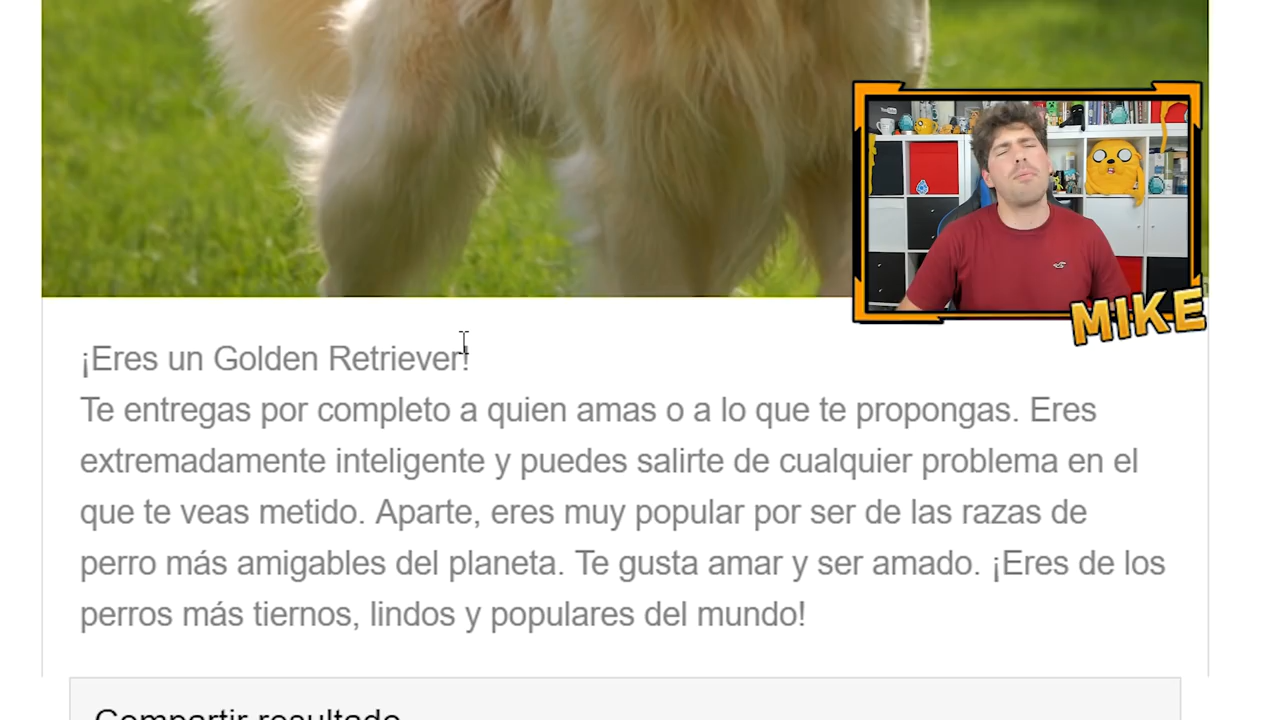 MIKE
¡Eres un Golden Retriever!
Te entregas por completo a quien amas o a lo que te propongas. Eres
extremadamente inteligente y puedes salirte de cualquier problema en el
que te veas metido. Aparte, eres muy popular por ser de las razas de
perro más amigables del planeta. Te gusta amar y ser amado. ¡Eres de los
perros más tiernos, lindos y populares del mundo!
Compartir resultado